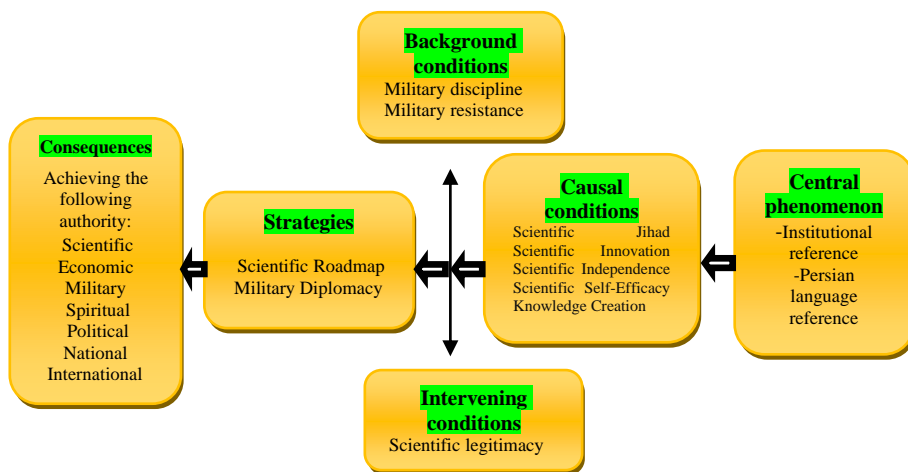 Background
conditions
Military discipline
Military resistance
Consequences
Achieving the
following
authority:
Scientific
Economic
Military
Spiritual
Political
National
International
Strategies
Scientific Roadmap
Military Diplomacy
Causal
conditions
Scientific Jihad
Scientific Innovation
Scientific Independence
Scientific Self-Efficacy
Knowledge Creation
Central
phenomenon
-Institutional
reference
-Persian
language
reference
Intervening
conditions
Scientific legitimacy